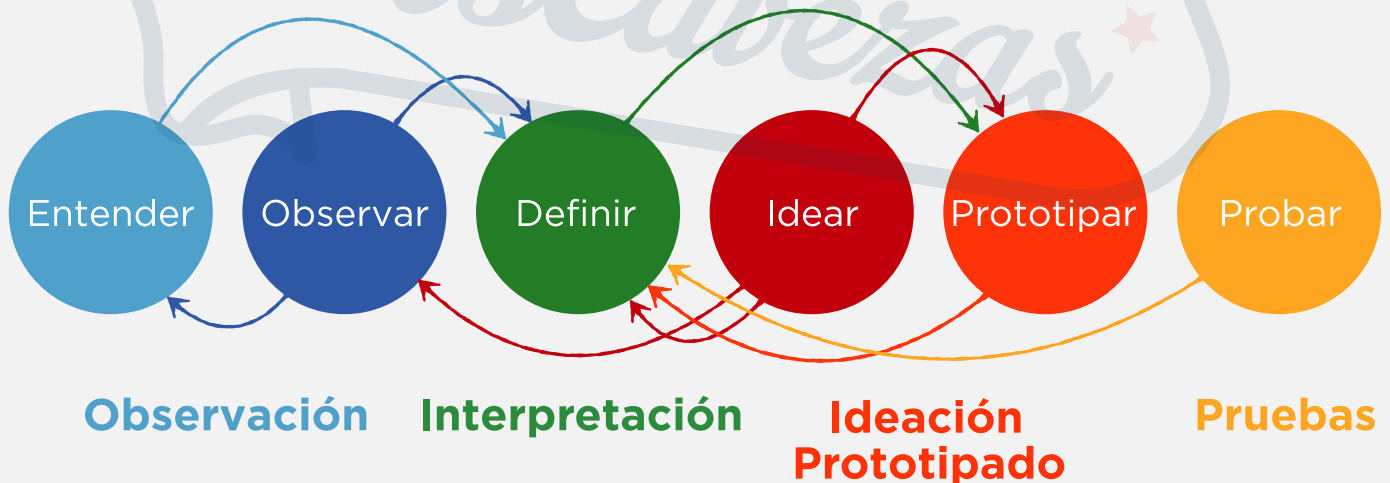 Entender
Observar
Definir
Idear
Prototipar
Probar
Observación
Interpretación
Ideación
Prototipado
Pruebas